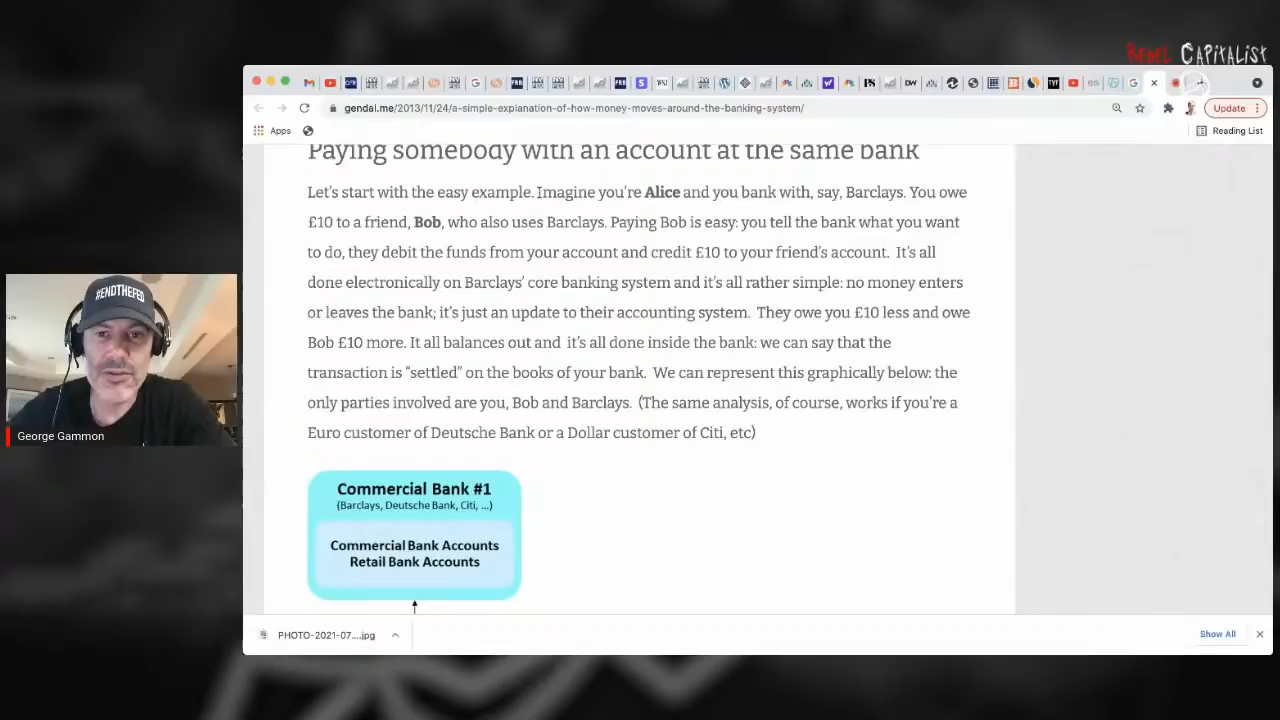 REBEL CAPITALIST
gendal.me/2013/11/24/a-simple-explanation-of-how-money-moves-around-the-banking-system/
Update
Apps
Reading List
Paying somebody with an account at the same bank
Let's start with the easy example. Imagine you're Alice and you bank with, say, Barclays. You owe
£10 to a friend, Bob, who also uses Barclays. Paying Bob is easy: you tell the bank what you want
to do, they debit the funds from your account and credit £10 to your friend's account.  It's all
done electronically on Barclays' core banking system and it's all rather simple: no money enters
or leaves the bank; it's just an update to their accounting system.  They owe you £10 less and owe
Bob £10 more. It all balances out and  it's all done inside the bank: we can say that the
transaction is “settled” on the books of your bank.  We can represent this graphically below: the
only parties involved are you, Bob and Barclays.  (The same analysis, of course, works if you're a
Euro customer of Deutsche Bank or a Dollar customer of Citi, etc)
#ENDTHEFED
George Gammon
Commercial Bank #1
(Barclays, Deutsche Bank, Citi, ...)
Commercial Bank Accounts
Retail Bank Accounts
PHOTO-2021-07....jpg
Show All